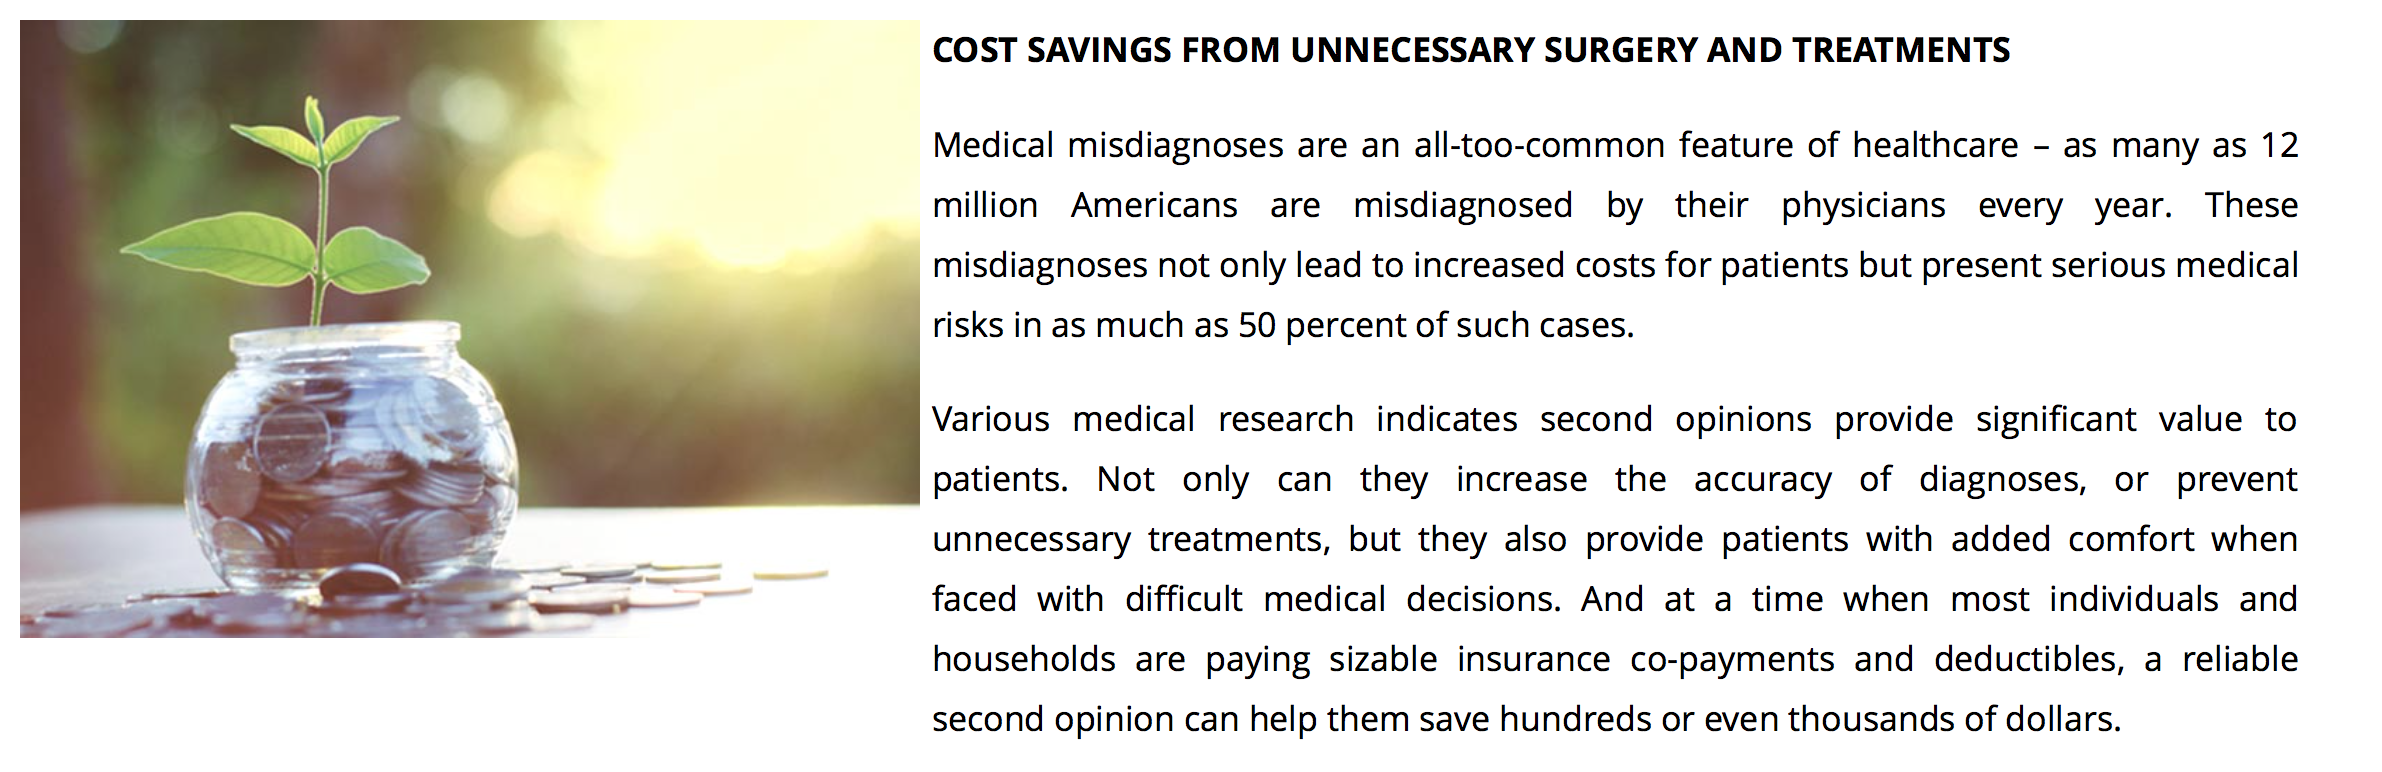 COST SAVINGS FROM UNNECESSARY SURGERY AND TREATMENTS
Medical misdiagnoses are an all-too-common feature of healthcare – as many as 12
million Americans are misdiagnosed by their physicians every year. These
misdiagnoses not only lead to increased costs for patients but present serious medical
risks in as much as 50 percent of such cases.
Various medical research indicates second opinions provide significant value to
patients. Not only can they increase the accuracy of diagnoses, or prevent
unnecessary treatments, but they also provide patients with added comfort when
faced with difficult medical decisions. And at a time when most individuals and
households are paying sizable insurance co-payments and deductibles, a reliable
second opinion can help them save hundreds or even thousands of dollars.